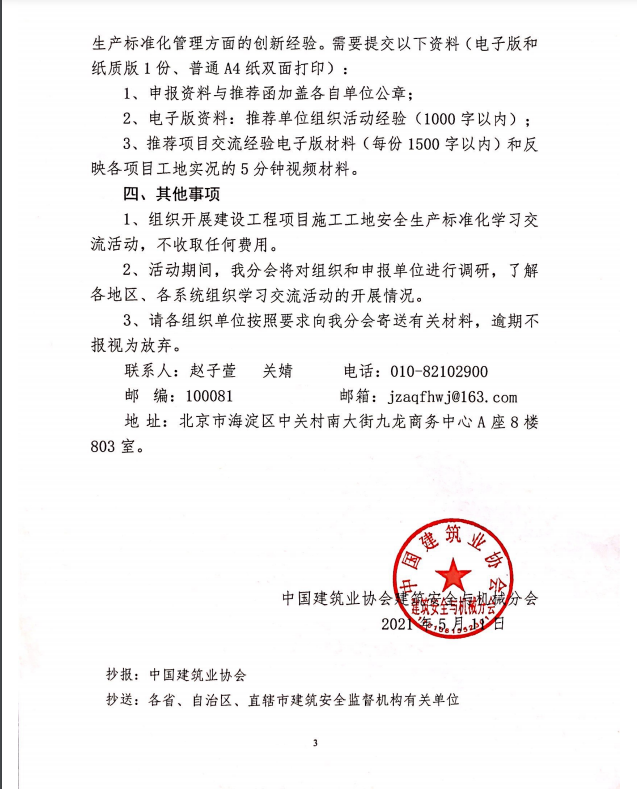 生产标准化管理方面的创新经验。需要提交以下资料（电子版和
纸质版1份、普通A4纸双面打印）：
1、申报资料与推荐函加盖各自单位公章；
2、电子版资料：推荐单位组织活动经验（1000字以内）；
3、推荐项目交流经验电子版材料（每份1500字以内）和反
映各项目工地实况的5分钟视频材料。
四、其他事项
1、组织开展建设工程项目施工工地安全生产标准化学习交
流活动，不收取任何费用。
2、活动期间，我分会将对组织和申报单位进行调研，了解
各地区、各系统组织学习交流活动的开展情况。
3、请各组织单位按照要求向我分会寄送有关材料，逾期不
报视为放弃。
联系人：赵子萱 关婧 电话：010-82102900
邮 编：100081 邮箱：jzaqfhwj@163.com
地 址：北京市海淀区中关村南大街九龙商务中心A座8楼
803室。
中国建筑业协会
中国建筑业协会建筑安全与机械分会
建筑安全与机械分会
2021年5月 日
抄报：中国建筑业协会
抄送：各省、自治区、直辖市建筑安全监督机构有关单位
3